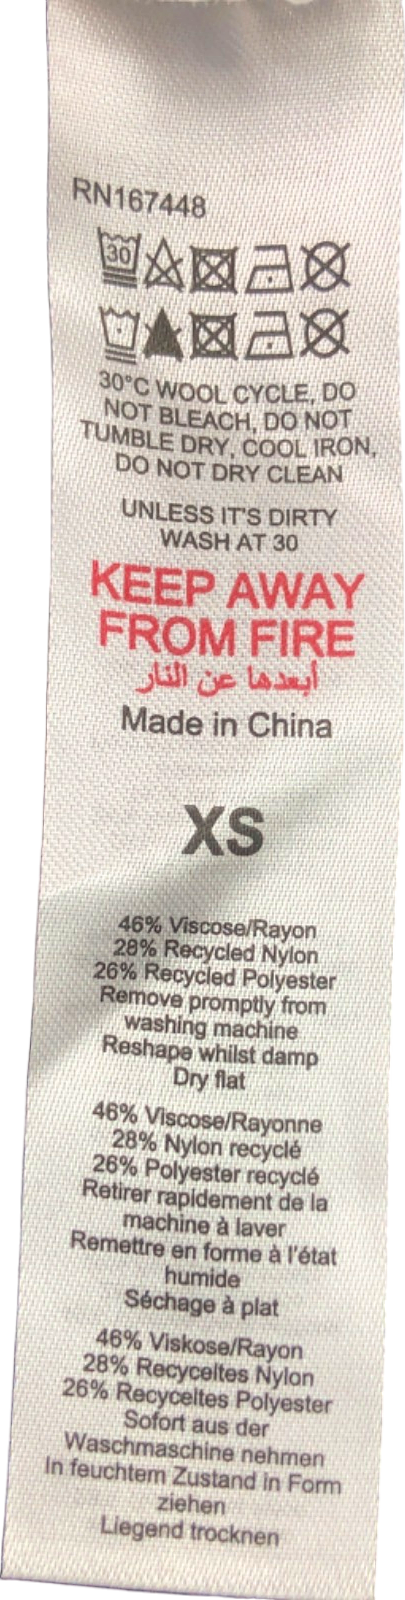 RN167448
30
30°C WOOL CYCLE, DO
NOT BLEACH, DO NOT
TUMBLE DRY, COOL IRON,
DO NOT DRY CLEAN
UNLESS IT'S DIRTY
WASH AT 30
KEEP AWAY
FROM FIRE
أبعدها عن النار
Made in China
XS
46% Viscose/Rayon
28% Recycled Nylon
26% Recycled Polyester
Remove promptly from
washing machine
Reshape whilst damp
Dry flat
46% Viscose/Rayonne
28% Nylon recyclé
26% Polyester recyclé
Retirer rapidement de la
machine à laver
Remettre en forme à l'état
humide
Séchage à plat
46% Viskose/Rayon
28% Recyceltes Nylon
26% Recyceltes Polyester
Sofort aus der
Waschmaschine nehmen
In feuchtem Zustand in Form
ziehen
Liegend trocknen